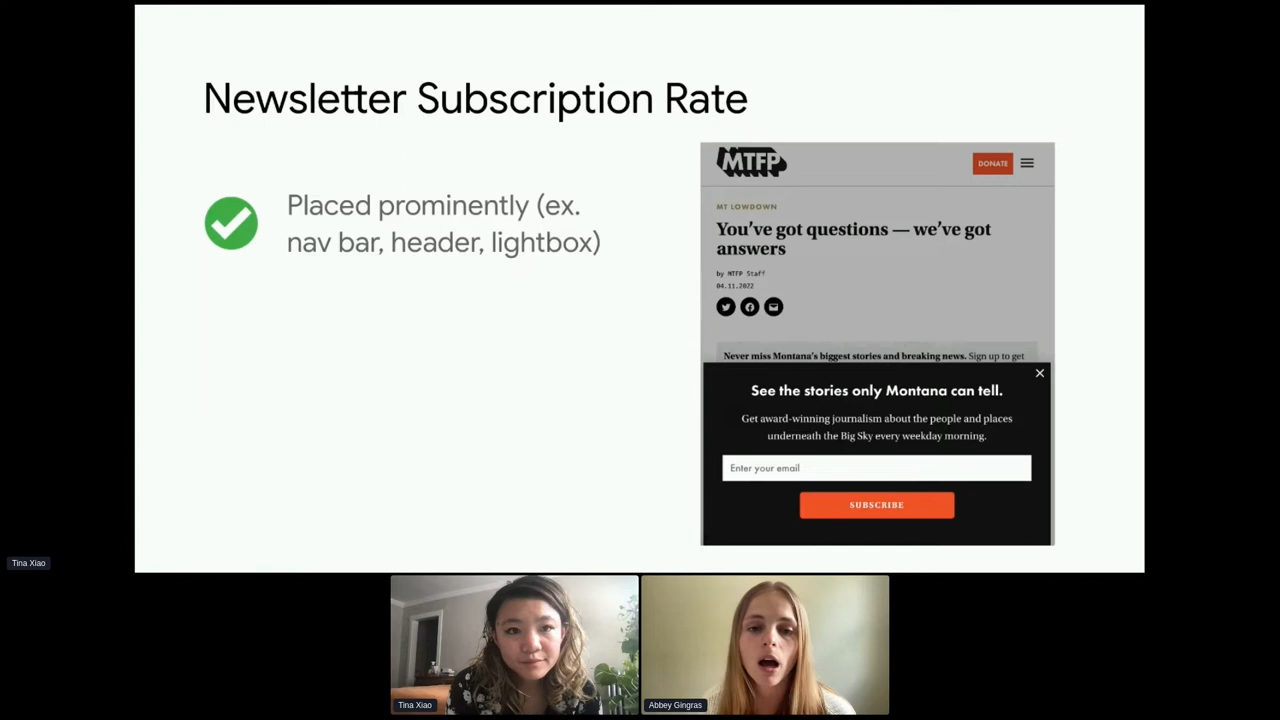 Newsletter Subscription Rate
Placed prominently (ex.
nav bar, header, lightbox)
MTFP
DONATE
MT LOWDOWN
You've got questions — we've got
answers
by MTFP Staff
04.11.2022
Never miss Montana's biggest stories and breaking news. Sign up to get
See the stories only Montana can tell.
Get award-winning journalism about the people and places
underneath the Big Sky every weekday morning.
Enter your email
SUBSCRIBE
Tina Xiao
Tina Xiao
Abbey Gingras